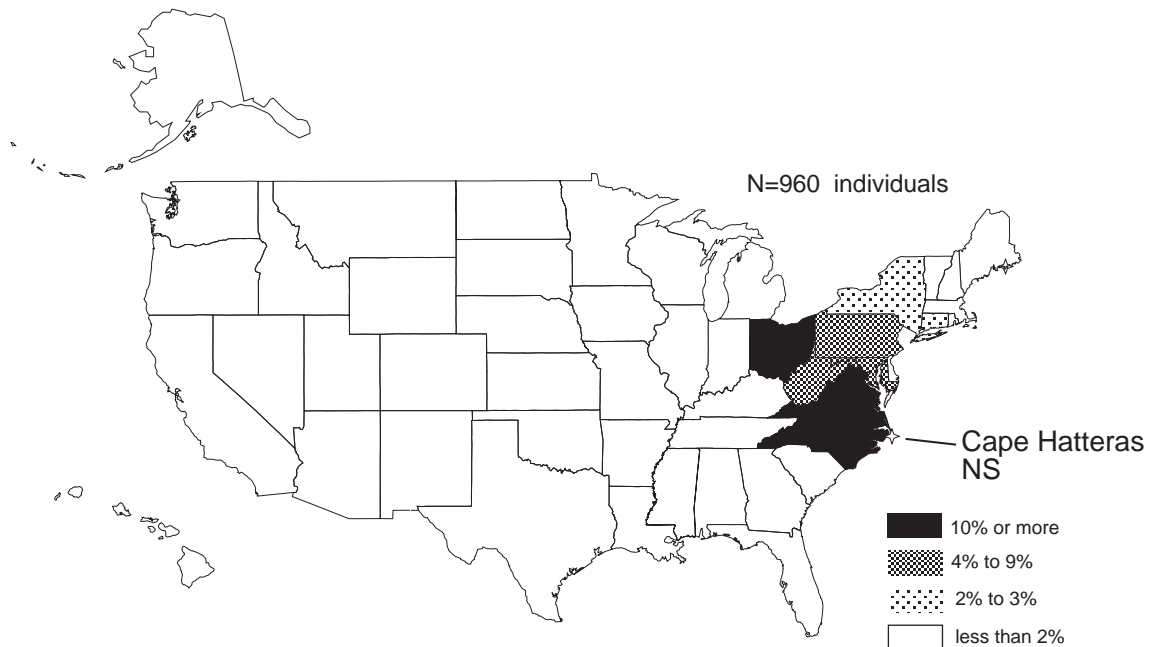 N=960 individuals
Cape Hatteras
NS
10% or more
4% to 9%
2% to 3%
less than 2%